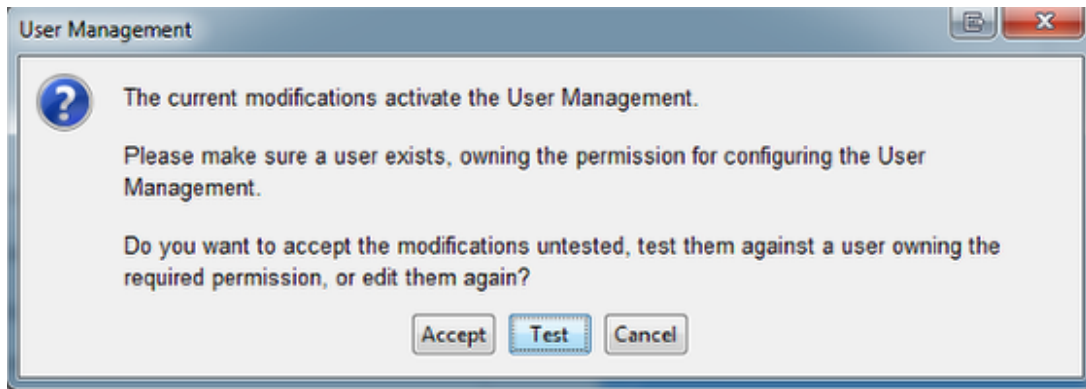 User Management
The current modifications activate the User Management.
Please make sure a user exists, owning the permission for configuring the User
Management.
Do you want to accept the modifications untested, test them against a user owning the
required permission, or edit them again?
Accept Test Cancel